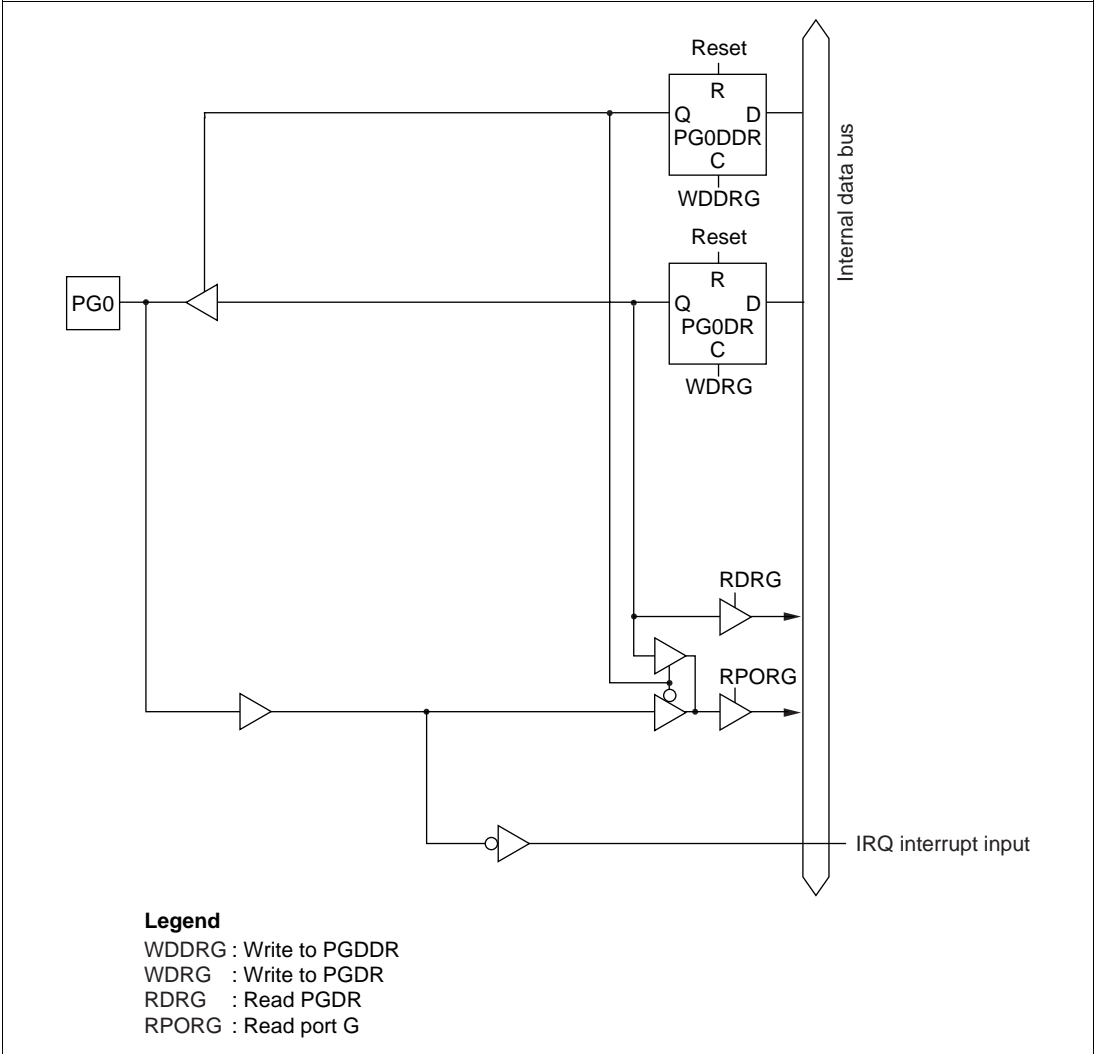 Reset
R
Q D
PG0DDR
C
WDDRG
Internal data bus
Reset
R
PG0
Q D
PG0DR
C
WDRG
RDRG
RPORG
IRQ interrupt input
Legend
WDDRG : Write to PGDDR
WDRG : Write to PGDR
RDRG : Read PGDR
RPORG : Read port G